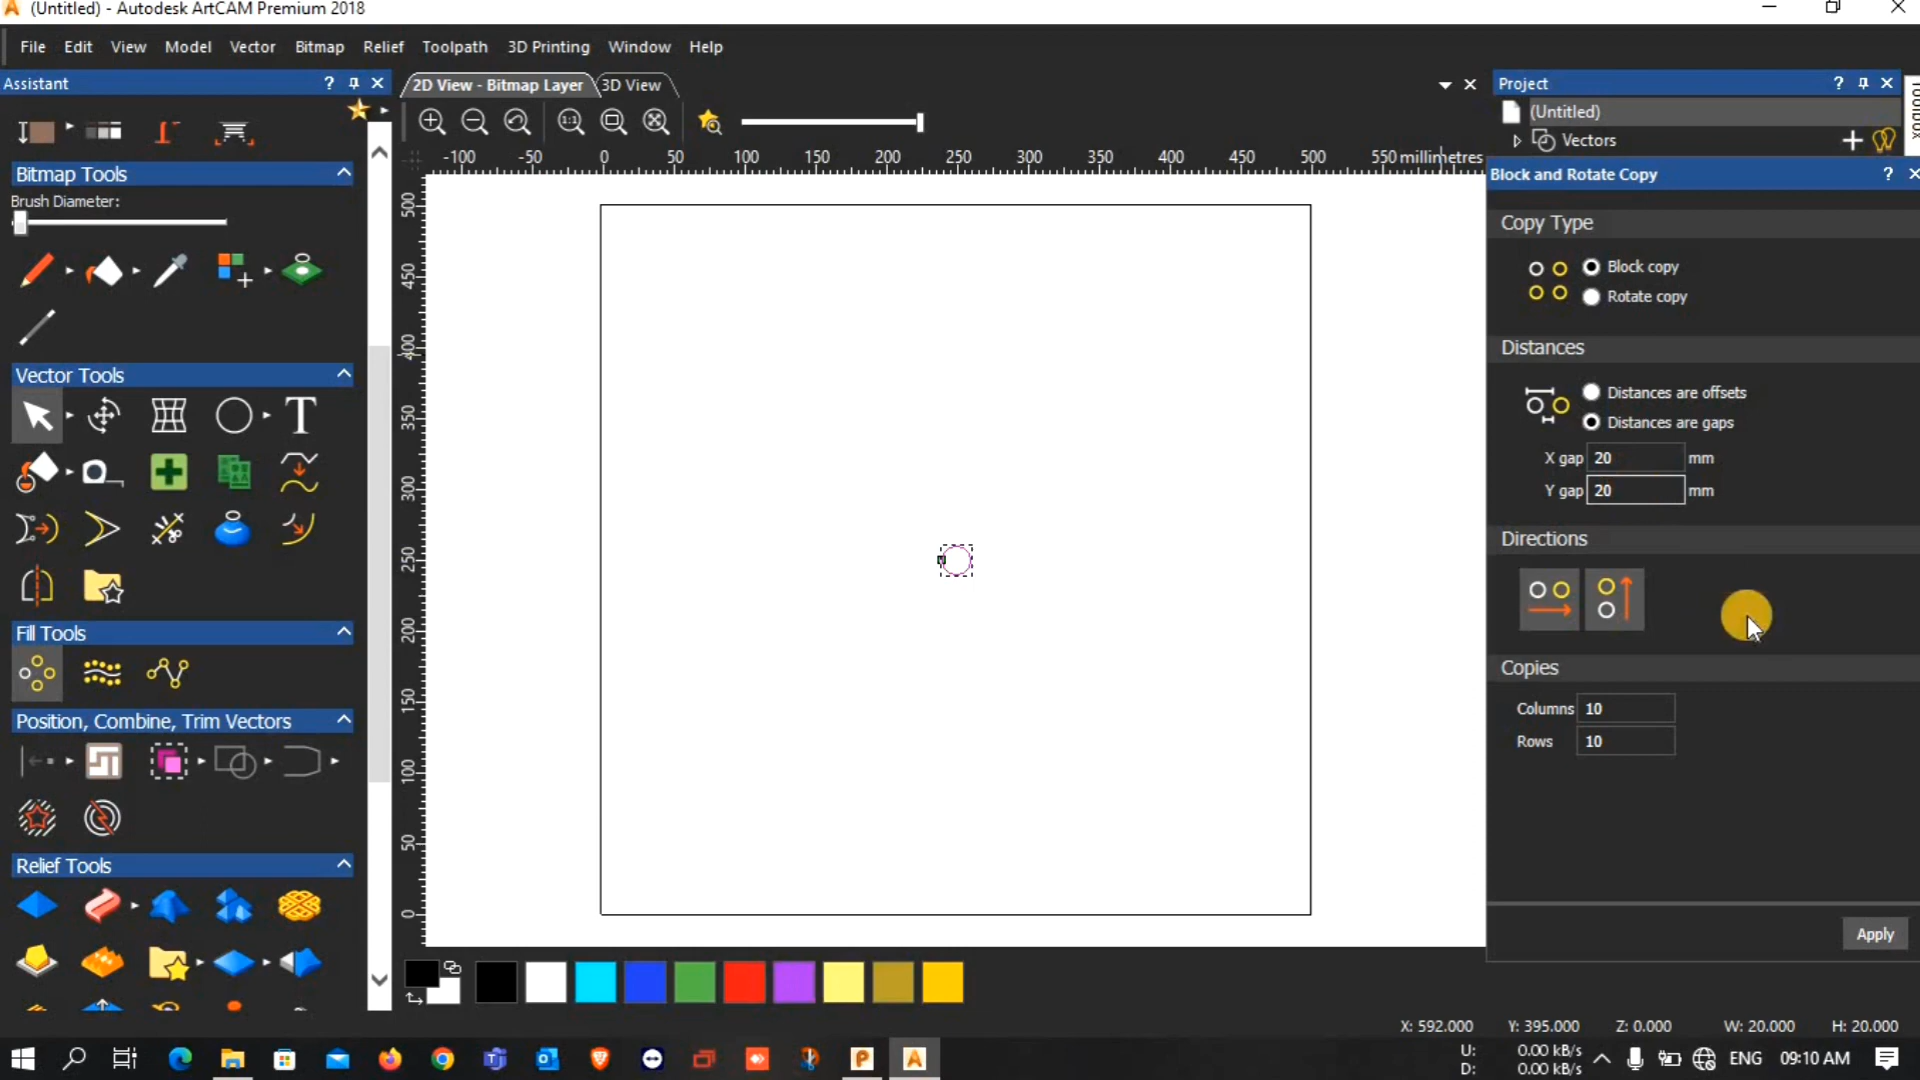 (Untitled) - Autodesk ArtCAM Premium 2018
File Edit View Model Vector Bitmap Relief Toolpath 3D Printing Window Help
Assistant ?
2D View - Bitmap Layer 3D View
Project ?
(Untitled)
Vectors
Toolbox
1:1
-100 -50 0 50 100 150 200 250 300 350 400 450 500 550 millimetres
500
450
400
350
300
250
200
150
100
50
0
Bitmap Tools
Brush Diameter:
Vector Tools
T
Fill Tools
Position, Combine, Trim Vectors
Relief Tools
Block and Rotate Copy ?
Copy Type
Block copy
Rotate copy
Distances
Distances are offsets
Distances are gaps
X gap 20 mm
Y gap 20 mm
Directions
Copies
Columns 10
Rows 10
Apply
X: 592.000 Y: 395.000 Z: 0.000 W: 20.000 H: 20.000
U: 0.00 kB/s
D: 0.00 kB/s
P A
ENG 09:10 AM